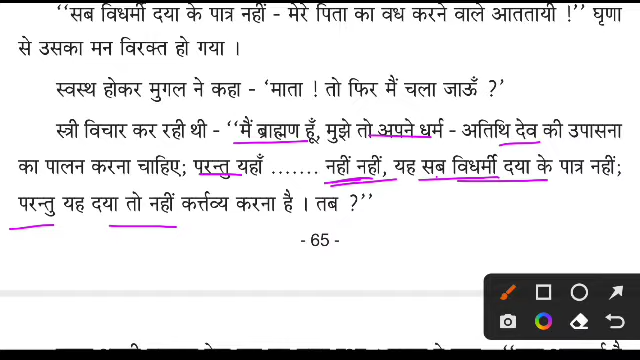 ''सब विधर्मी दया के पात्र नहीं - मेरे पिता का वध करने वाले आततायी !'' घृणा
से उसका मन विरक्त हो गया ।
स्वस्थ होकर मुगल ने कहा - 'माता ! तो फिर मैं चला जाऊँ ?'
स्त्री विचार कर रही थी - ''मैं ब्राह्मण हूँ, मुझे तो अपने धर्म - अतिथि देव की उपासना
का पालन करना चाहिए; परन्तु यहाँ ....... नहीं नहीं, यह सब विधर्मी दया के पात्र नहीं;
परन्तु यह दया तो नहीं कर्त्तव्य करना है । तब ?''
- 65 -